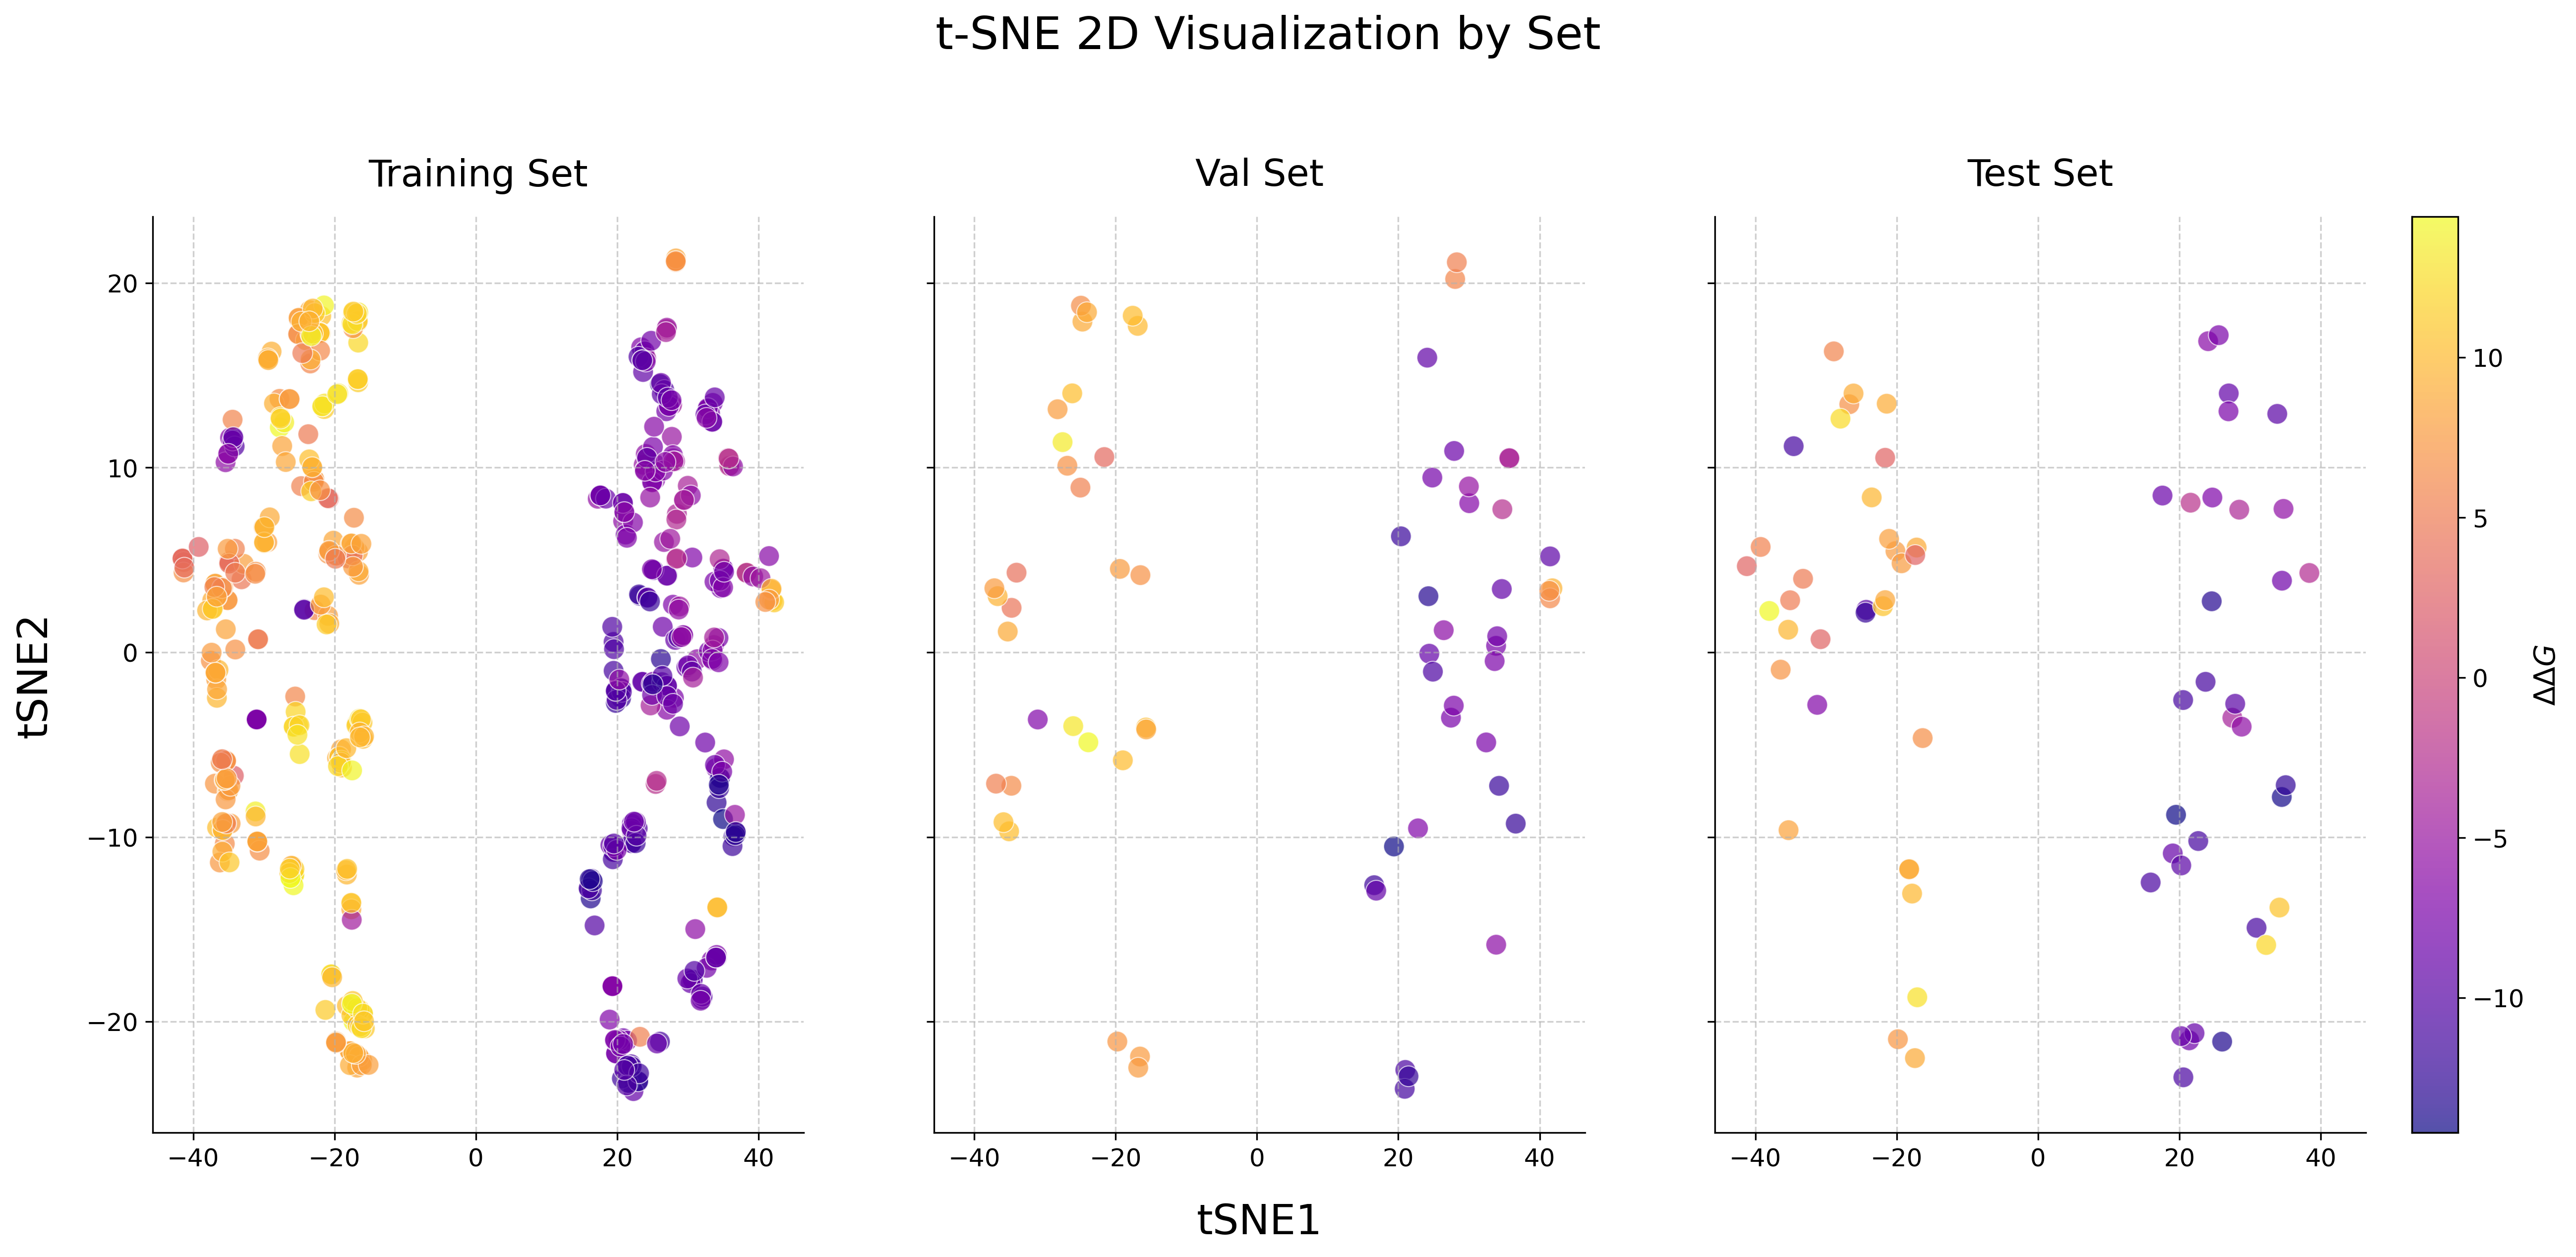 t-SNE 2D Visualization by Set
Training Set
Val Set
Test Set
tSNE2
20
10
0
−10
−20
−40 −20 0 20 40
−40 −20 0 20 40
−40 −20 0 20 40
tSNE1
10
5
0
−5
−10
ΔΔG